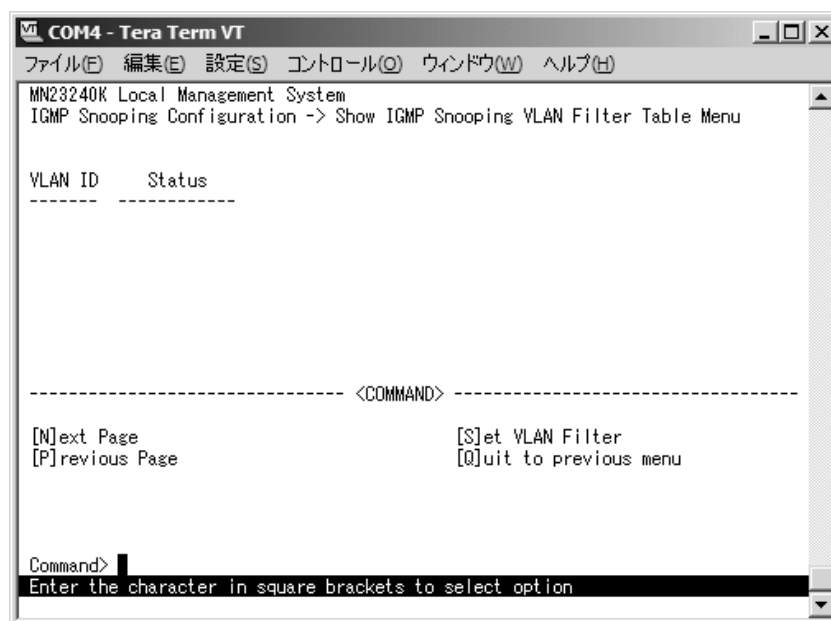 COM4 - Tera Term VT
ファイル(F) 編集(E) 設定(S) コントロール(O) ウィンドウ(W) ヘルプ(H)
MN23240K Local Management System
IGMP Snooping Configuration -> Show IGMP Snooping VLAN Filter Table Menu
VLAN ID Status
------- ------------
-------------------------------- <COMMAND> -----------------------------------
[N]ext Page [S]et VLAN Filter
[P]revious Page [Q]uit to previous menu
Command>
Enter the character in square brackets to select option